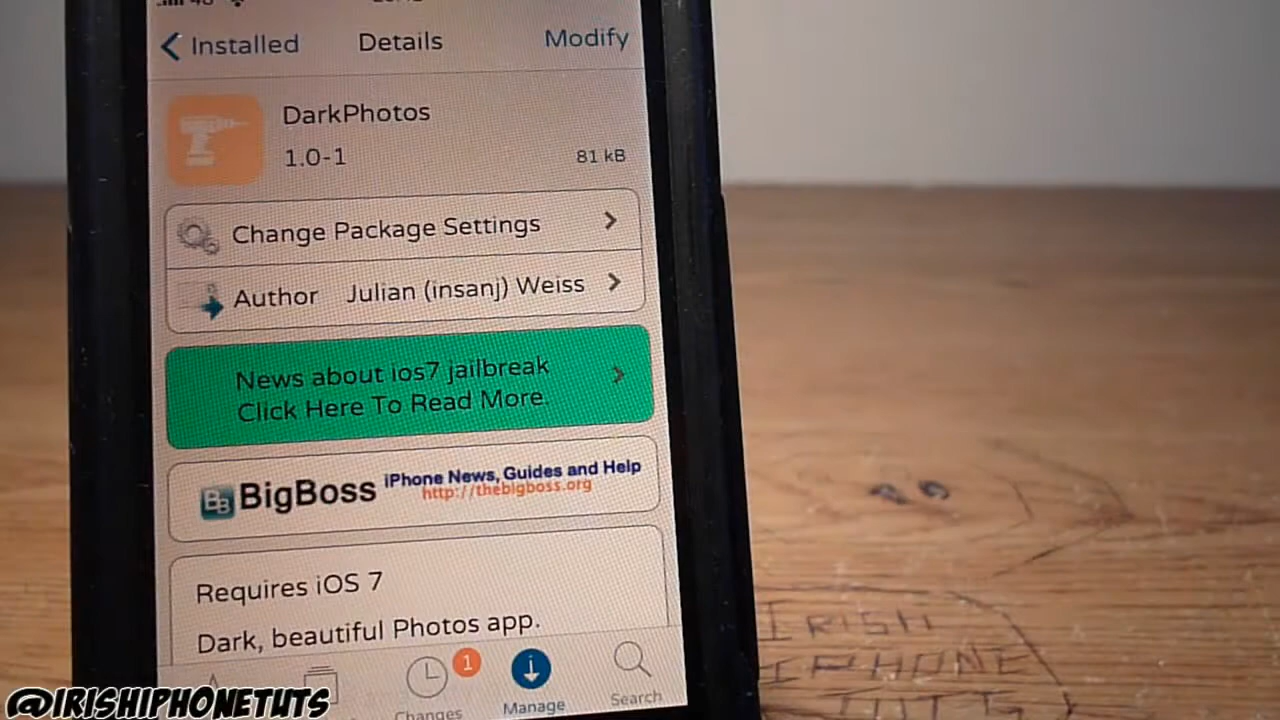 Installed Details Modify
DarkPhotos
1.0-1 81 kB
Change Package Settings
Author Julian (insanj) Weiss
News about ios7 jailbreak
Click Here To Read More.
BB BigBoss iPhone News, Guides and Help
http://thebigboss.org
Requires iOS 7
Dark, beautiful Photos app.
1
Changes Manage Search
IRISH
IPHONE
TUTS
@IRISHIPHONETUTS